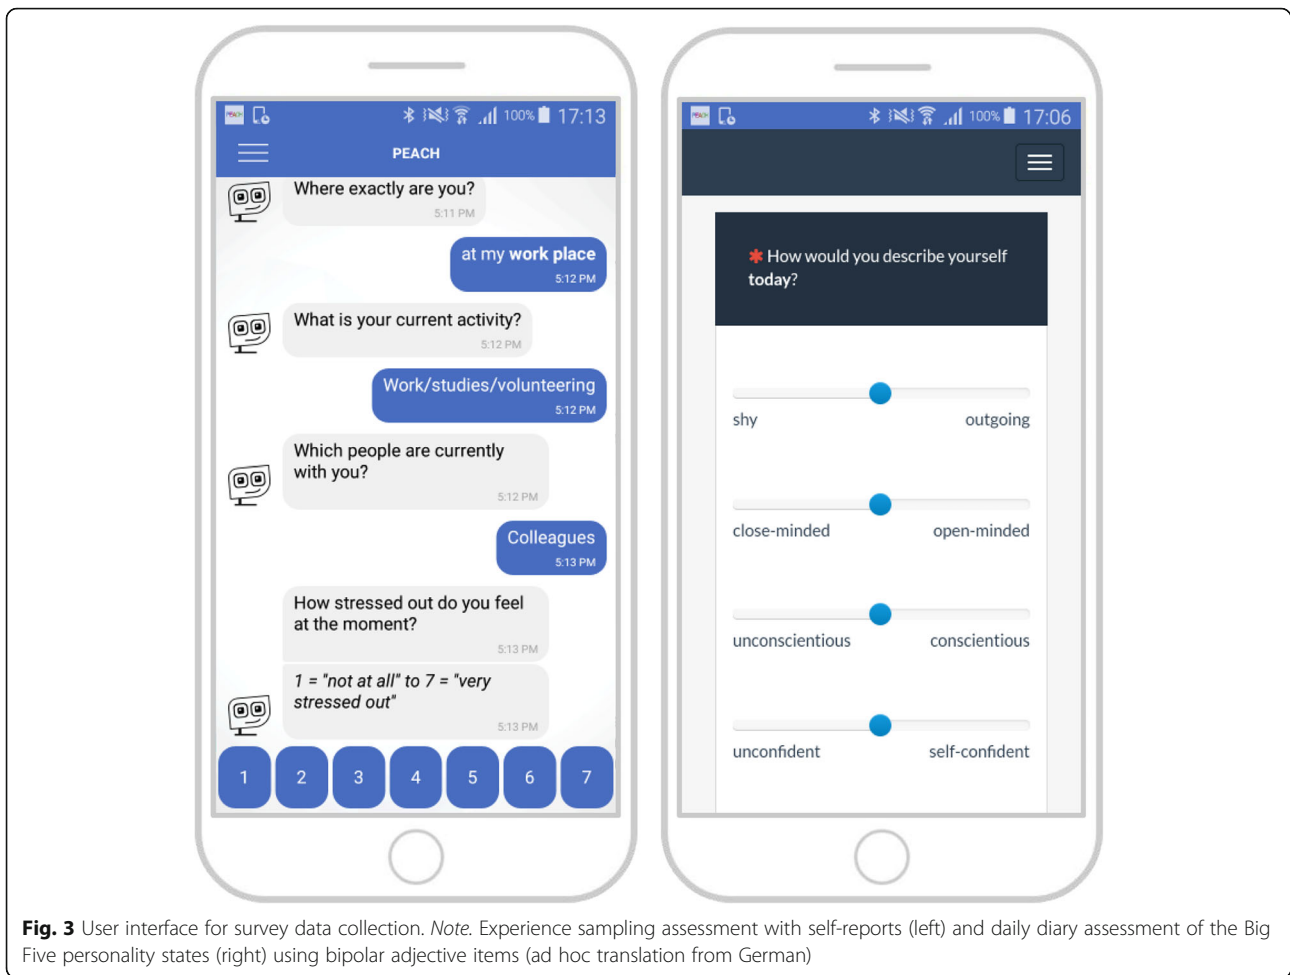 17:13
100%
PEACH
Where exactly are you?
5:11 PM
at my work place
5:12 PM
What is your current activity?
5:12 PM
Work/studies/volunteering
5:12 PM
Which people are currently
with you?
5:12 PM
Colleagues
5:13 PM
How stressed out do you feel
at the moment?
5:13 PM
1 = "not at all" to 7 = "very
stressed out"
5:13 PM
1 2 3 4 5 6 7
PEACH
100% 17:06
* How would you describe yourself
today?
shy outgoing
close-minded open-minded
unconscientious conscientious
unconfident self-confident
Fig. 3 User interface for survey data collection. Note. Experience sampling assessment with self-reports (left) and daily diary assessment of the Big
Five personality states (right) using bipolar adjective items (ad hoc translation from German)